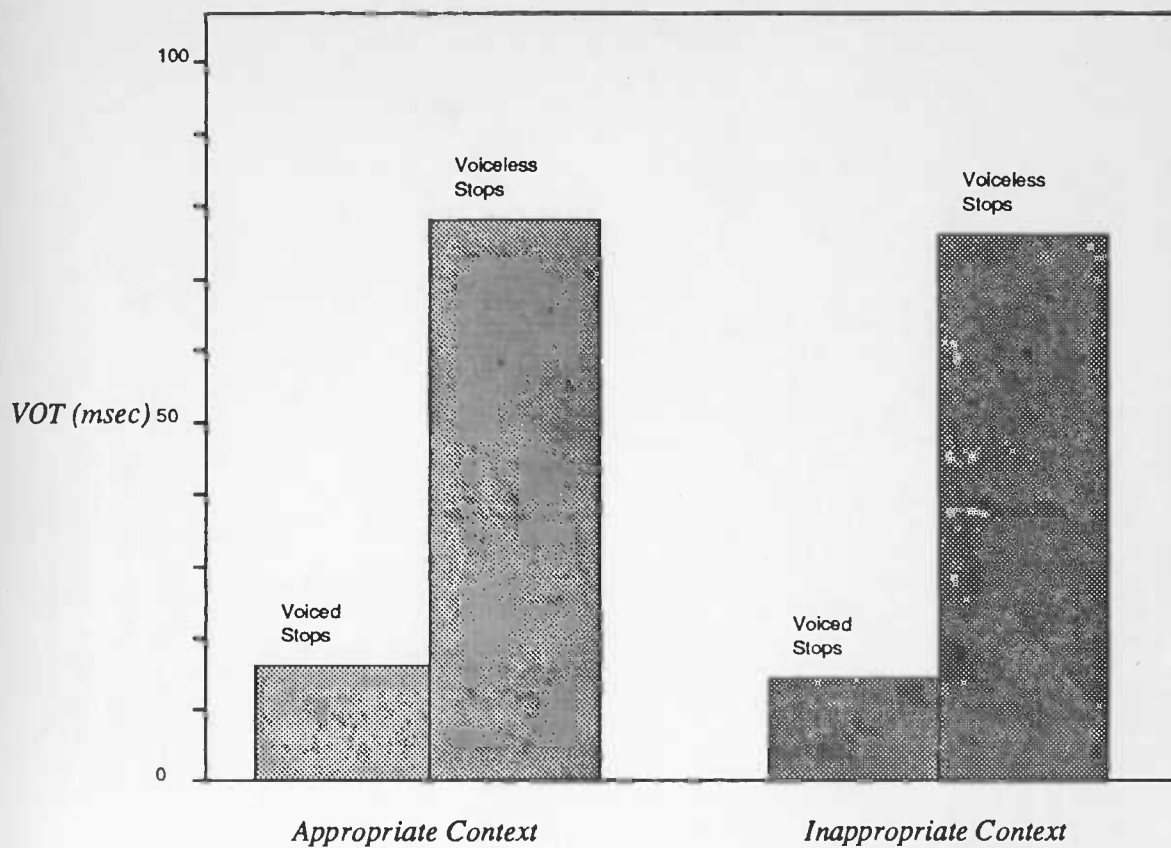 100
Voiceless
Stops
Voiceless
Stops
VOT (msec) 50
Voiced
Stops
Voiced
Stops
0
Appropriate Context
Inappropriate Context